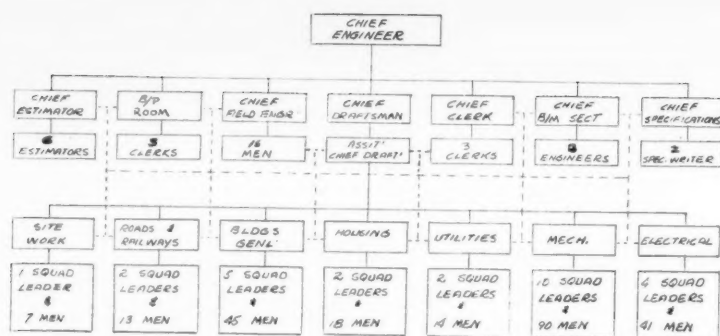 CHIEF
ENGINEER
CHIEF
ESTIMATOR
6
ESTIMATORS
B/P
ROOM
CLERKS
CHIEF
FIELD ENGR.
16
MEN
CHIEF
DRAFTSMAN
ASSIT'
CHIEF DRAFT'
CHIEF
CLERK
3
CLERKS
CHIEF
B/M SECT
ENGINEERS
CHIEF
SPECIFICATIONS
2
SPEC. WRITER
SITE
WORK
1 SQUAD
LEADER
&
7 MEN
ROADS &
RAILWAYS
2 SQUAD
LEADERS
&
13 MEN
BLDGS
GENL'
5 SQUAD
LEADERS
&
45 MEN
HOUSING
2 SQUAD
LEADERS
&
18 MEN
UTILITIES
2 SQUAD
LEADERS
&
14 MEN
MECH.
10 SQUAD
LEADERS
&
90 MEN
ELECTRICAL
4 SQUAD
LEADERS
&
41 MEN